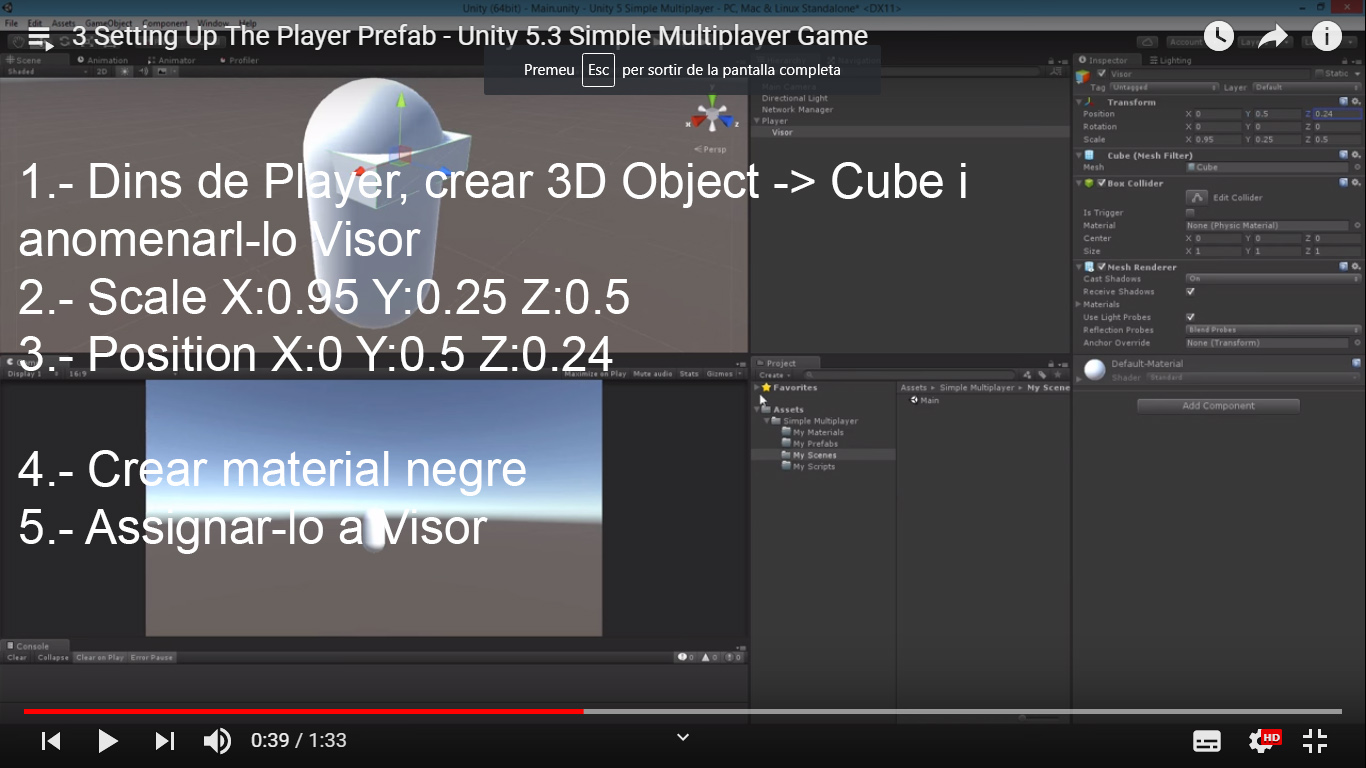 Unity (64bit) - Main.unity - Unity 5 Simple Multiplayer - PC, Mac & Linux Standalone* <DX11>
File Edit Assets GameObject Component Window Help
3 Setting Up The Player Prefab - Unity 5.3 Simple Multiplayer Game
Premeu Esc per sortir de la pantalla completa
Account
Scene Animation Animator Profiler
Shaded 2D
Persp
Main Camera
Directional Light
Network Manager
Player
Visor
Inspector Lighting
Visor Static
Tag Untagged Layer Default
Transform
Position X 0 Y 0.5 Z 0.24
Rotation X 0 Y 0 Z 0
Scale X 0.95 Y 0.25 Z 0.5
Cube (Mesh Filter)
Mesh Cube
Box Collider
Edit Collider
Is Trigger
Material None (Physic Material)
Center X 0 Y 0 Z 0
Size X 1 Y 1 Z 1
Mesh Renderer
Cast Shadows On
Receive Shadows
Materials
Use Light Probes
Reflection Probes Blend Probes
Anchor Override None (Transform)
Default-Material
Shader Standard
Add Component
1.- Dins de Player, crear 3D Object -> Cube i
anomenarl-lo Visor
2.- Scale X:0.95 Y:0.25 Z:0.5
3.- Position X:0 Y:0.5 Z:0.24
4.- Crear material negre
5.- Assignar-lo a Visor
Display 1 16:9 Maximize on Play Mute audio Stats Gizmos
Project
Create
Favorites
Assets
Simple Multiplayer
My Materials
My Prefabs
My Scenes
My Scripts
Assets Simple Multiplayer My Scene
Main
Console
Clear Collapse Clear on Play Error Pause 0 0 0
0:39 / 1:33
HD